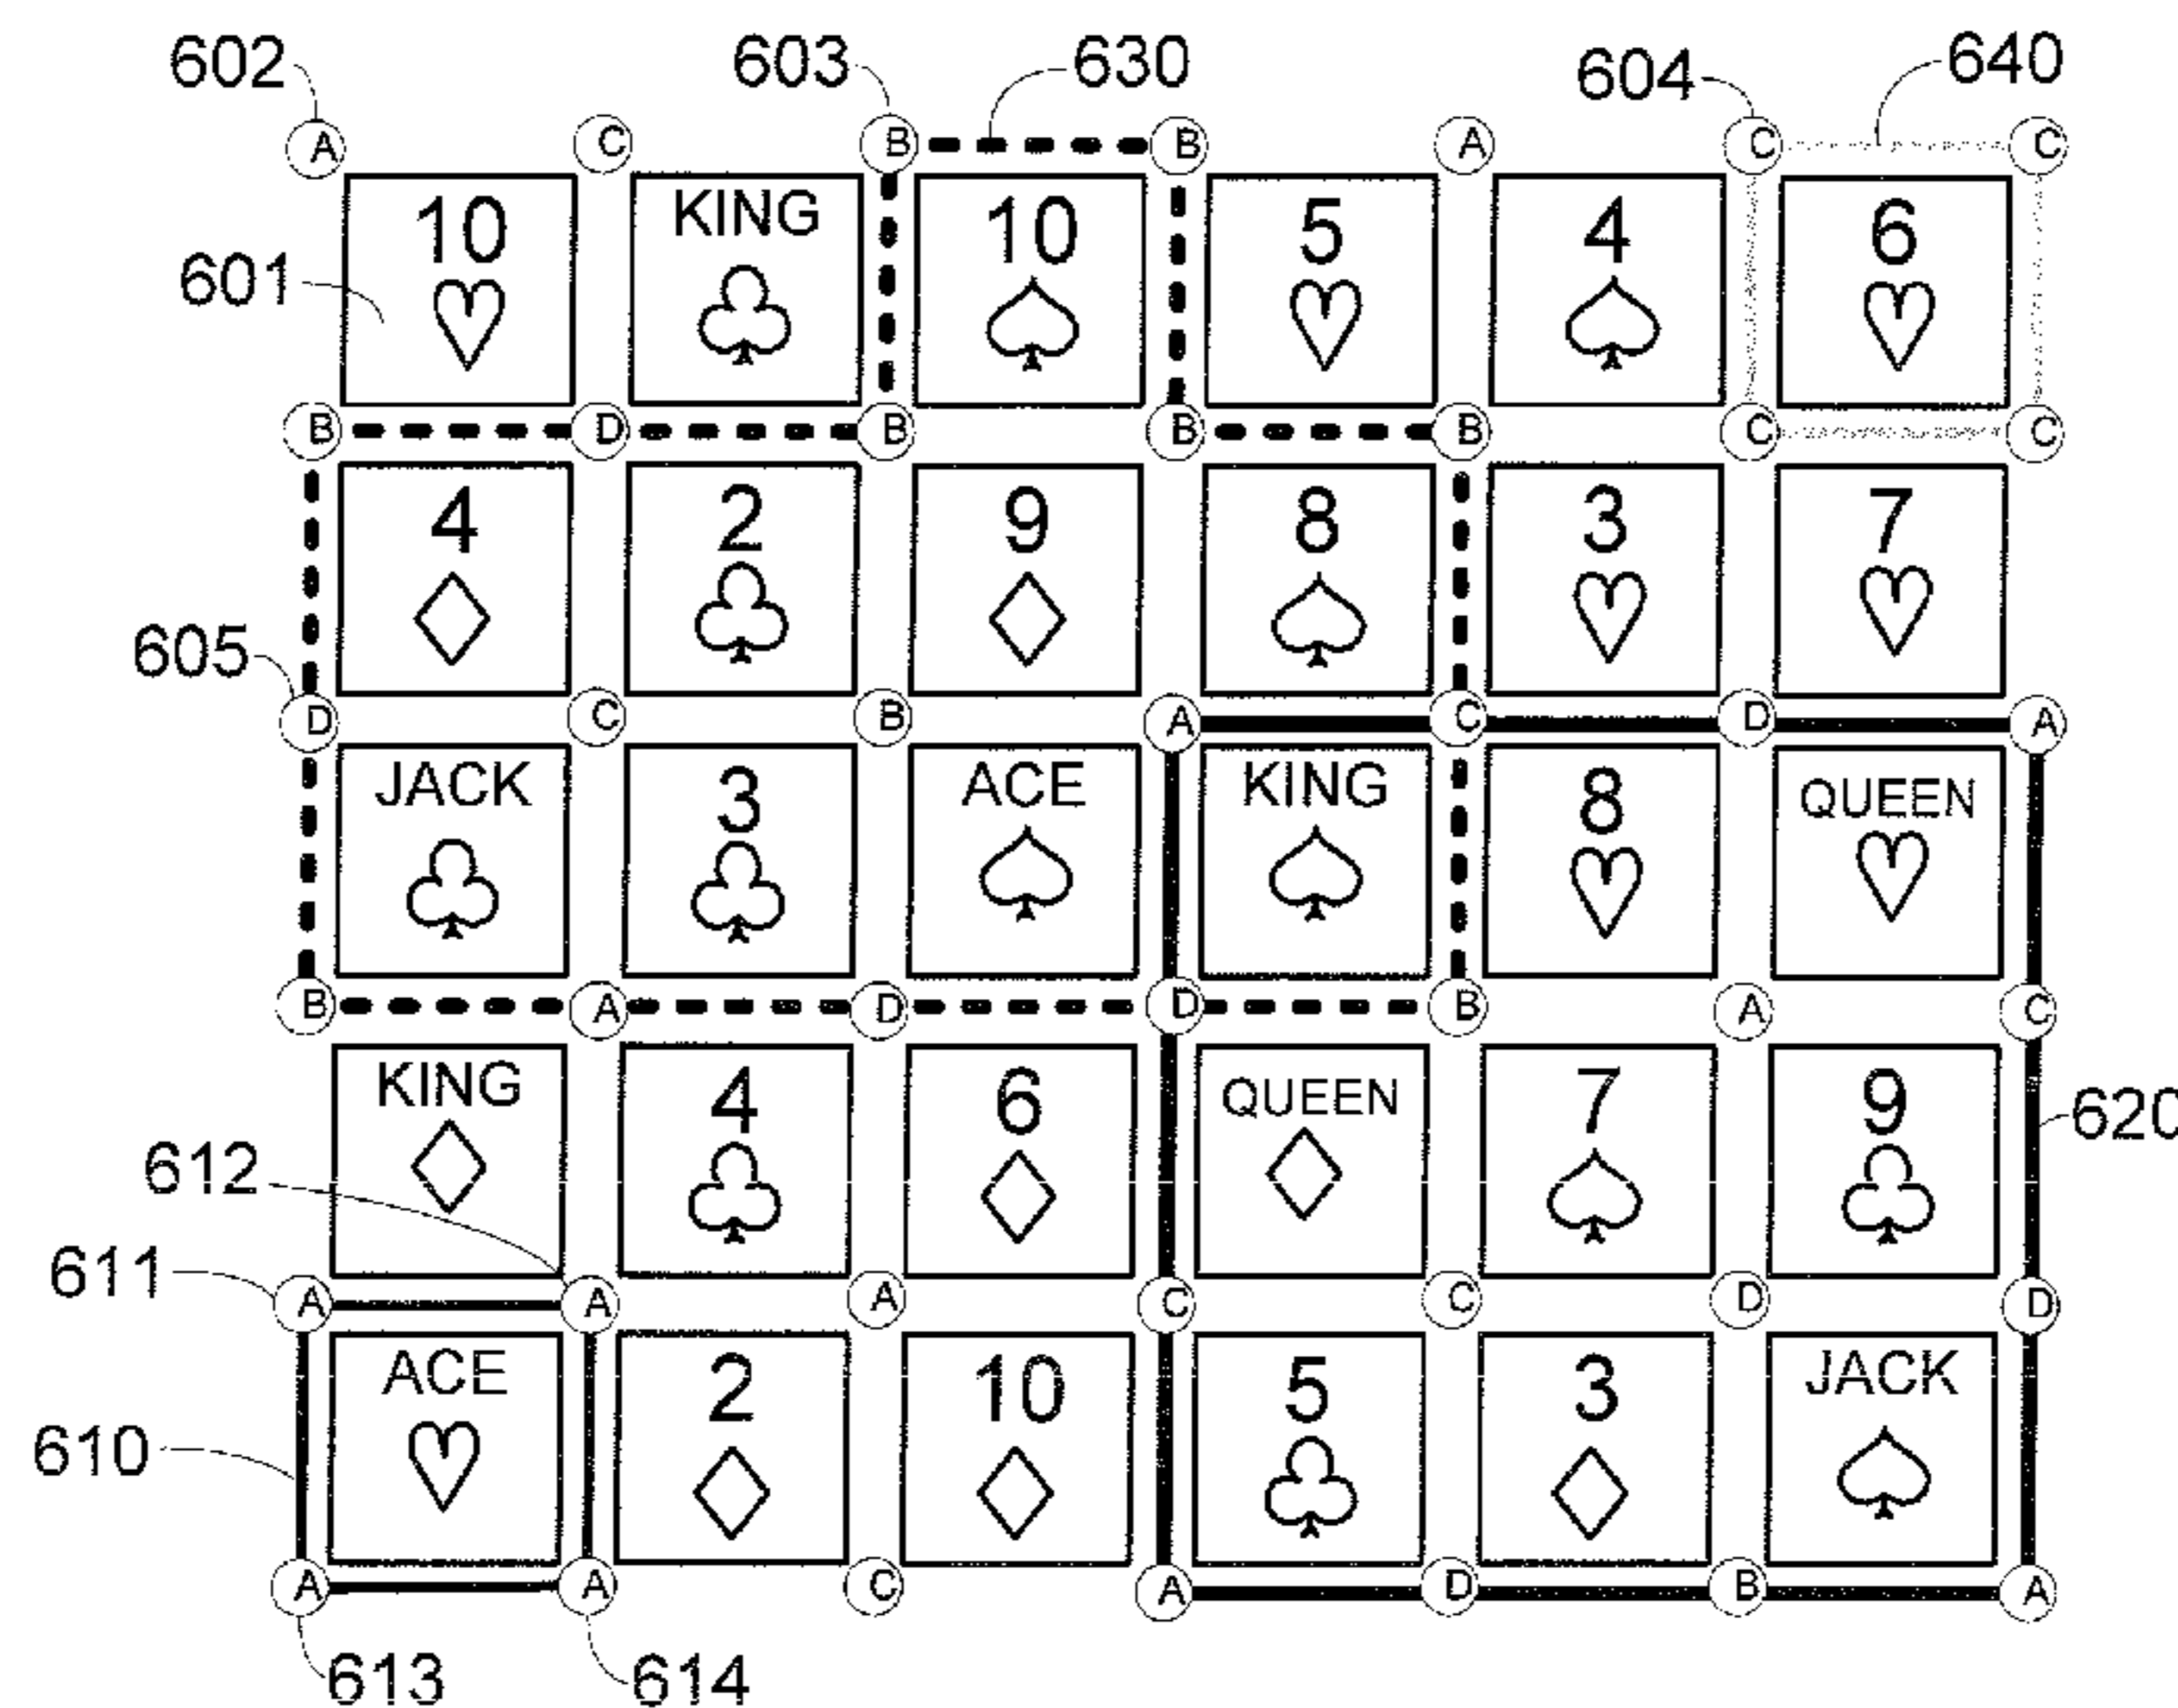 602 603 630 604 640
A C B B A C C
10 KING 10 5 4 6
601
B D B B B C C
4 2 9 8 3 7
605
D C B A C D A
JACK 3 ACE KING 8 QUEEN
B A D D B A C
KING 4 6 QUEEN 7 9
620
612
611
A A A C C D D
ACE 2 10 5 3 JACK
610
A A C A D B A
613 614